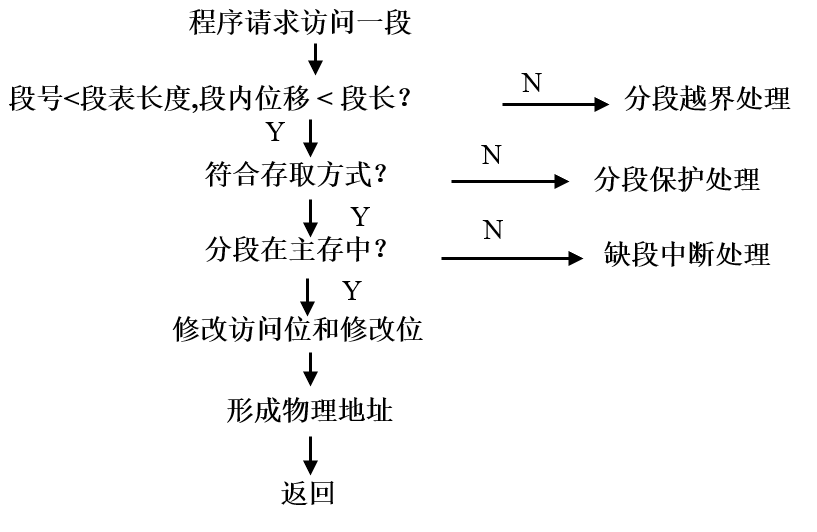 程序请求访问一段
段号<段表长度,段内位移 < 段长?
N
分段越界处理
Y
符合存取方式?
N
分段保护处理
Y
分段在主存中?
N
缺段中断处理
Y
修改访问位和修改位
形成物理地址
返回